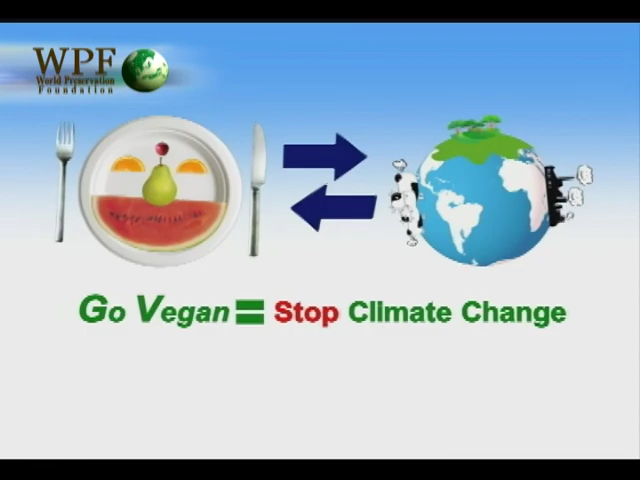 WPF
World Preservation
Foundation
Go Vegan = Stop Climate Change